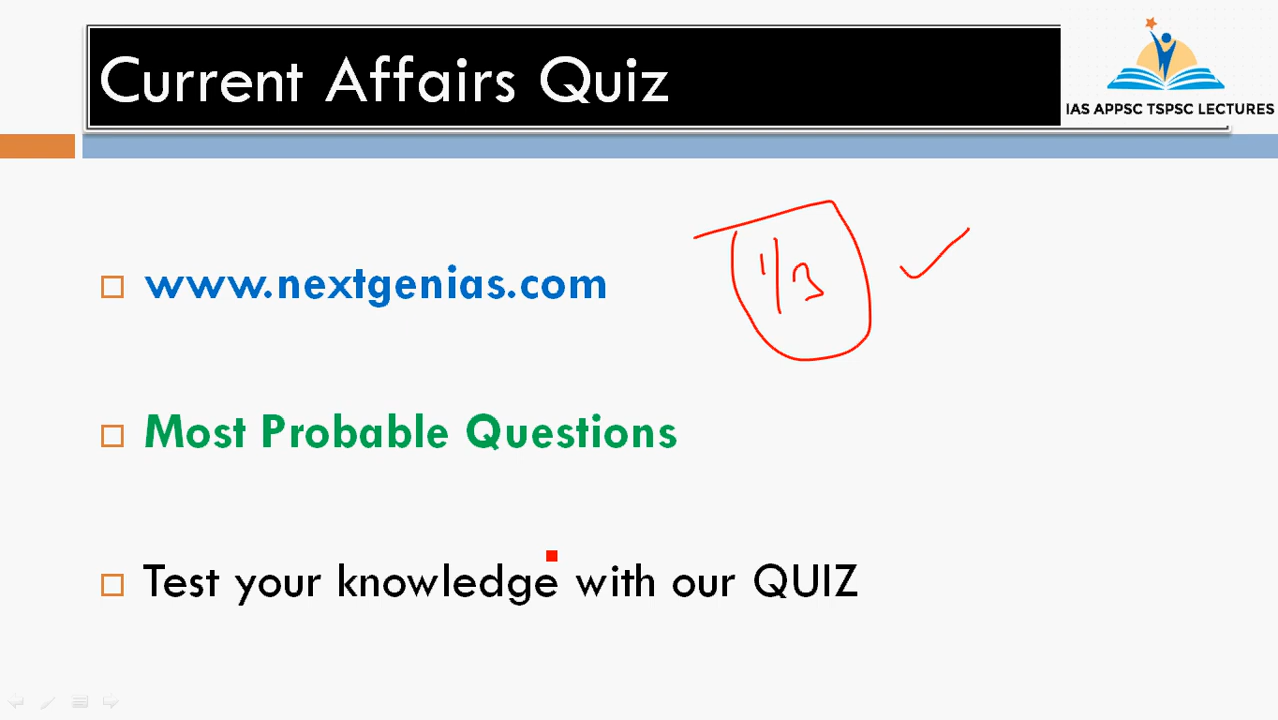 Current Affairs Quiz
IAS APPSC TSPSC LECTURES
www.nextgenias.com
1/3
Most Probable Questions
Test your knowledge with our QUIZ